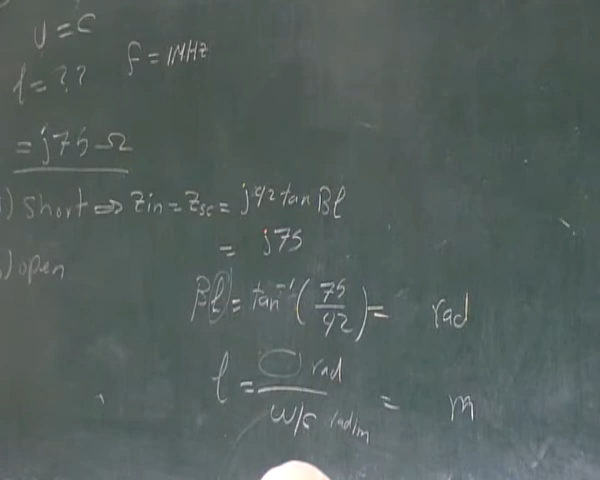 u = c
f = 1MHz
l = ??
= j75 Ω
) short ⇒ Zin = Zsc = j42 tan βl
= j75
) open
βl = tan⁻¹ ( 75 / 42 ) = rad
l = rad / ω/c rad/m = m